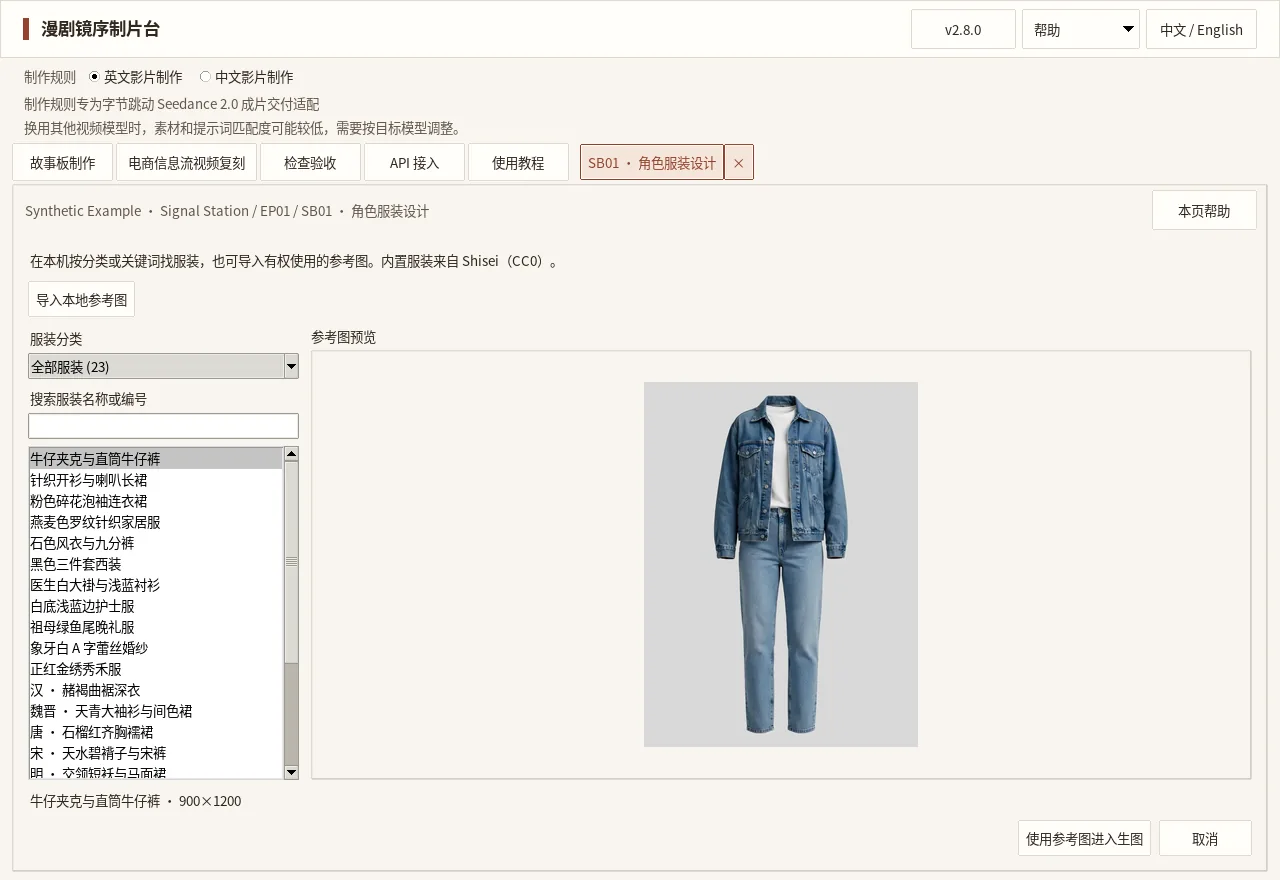 漫剧镜序制片台
v2.8.0
帮助
中文 / English
制作规则
英文影片制作
中文影片制作
制作规则专为字节跳动 Seedance 2.0 成片交付适配
换用其他视频模型时，素材和提示词匹配度可能较低，需要按目标模型调整。
故事板制作
电商信息流视频复刻
检查验收
API 接入
使用教程
SB01 · 角色服装设计
×
Synthetic Example · Signal Station / EP01 / SB01 · 角色服装设计
本页帮助
在本机按分类或关键词找服装，也可导入有权使用的参考图。内置服装来自 Shisei（CC0）。
导入本地参考图
服装分类
参考图预览
全部服装 (23)
搜索服装名称或编号
牛仔夹克与直筒牛仔裤
针织开衫与喇叭长裙
粉色碎花泡袖连衣裙
燕麦色罗纹针织家居服
石色风衣与九分裤
黑色三件套西装
医生白大褂与浅蓝衬衫
白底浅蓝边护士服
祖母绿鱼尾晚礼服
象牙白 A 字蕾丝婚纱
正红金绣秀禾服
汉 · 赭褐曲裾深衣
魏晋 · 天青大袖衫与间色裙
唐 · 石榴红齐胸襦裙
宋 · 天水碧褙子与宋裤
明 · 交领短袄与马面裙
牛仔夹克与直筒牛仔裤 · 900×1200
使用参考图进入生图
取消